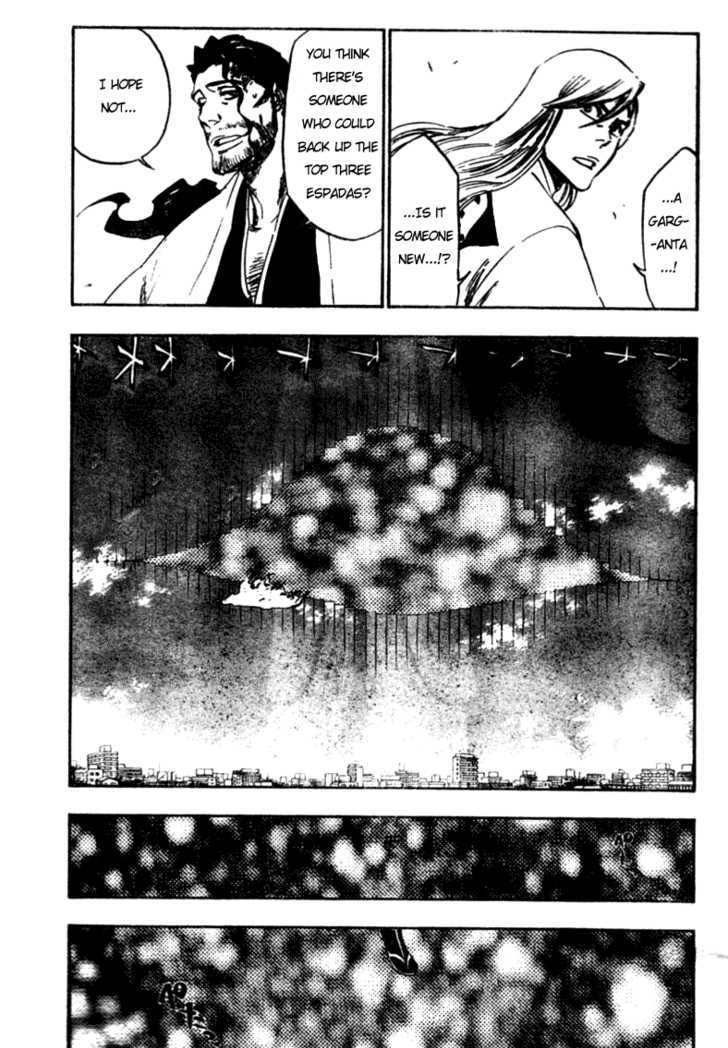 ...A
GARG-
-ANTA
...!
...IS IT
SOMEONE
NEW...!?
YOU THINK
THERE'S
SOMEONE
WHO COULD
BACK UP THE
TOP THREE
ESPADAS?
I HOPE
NOT...